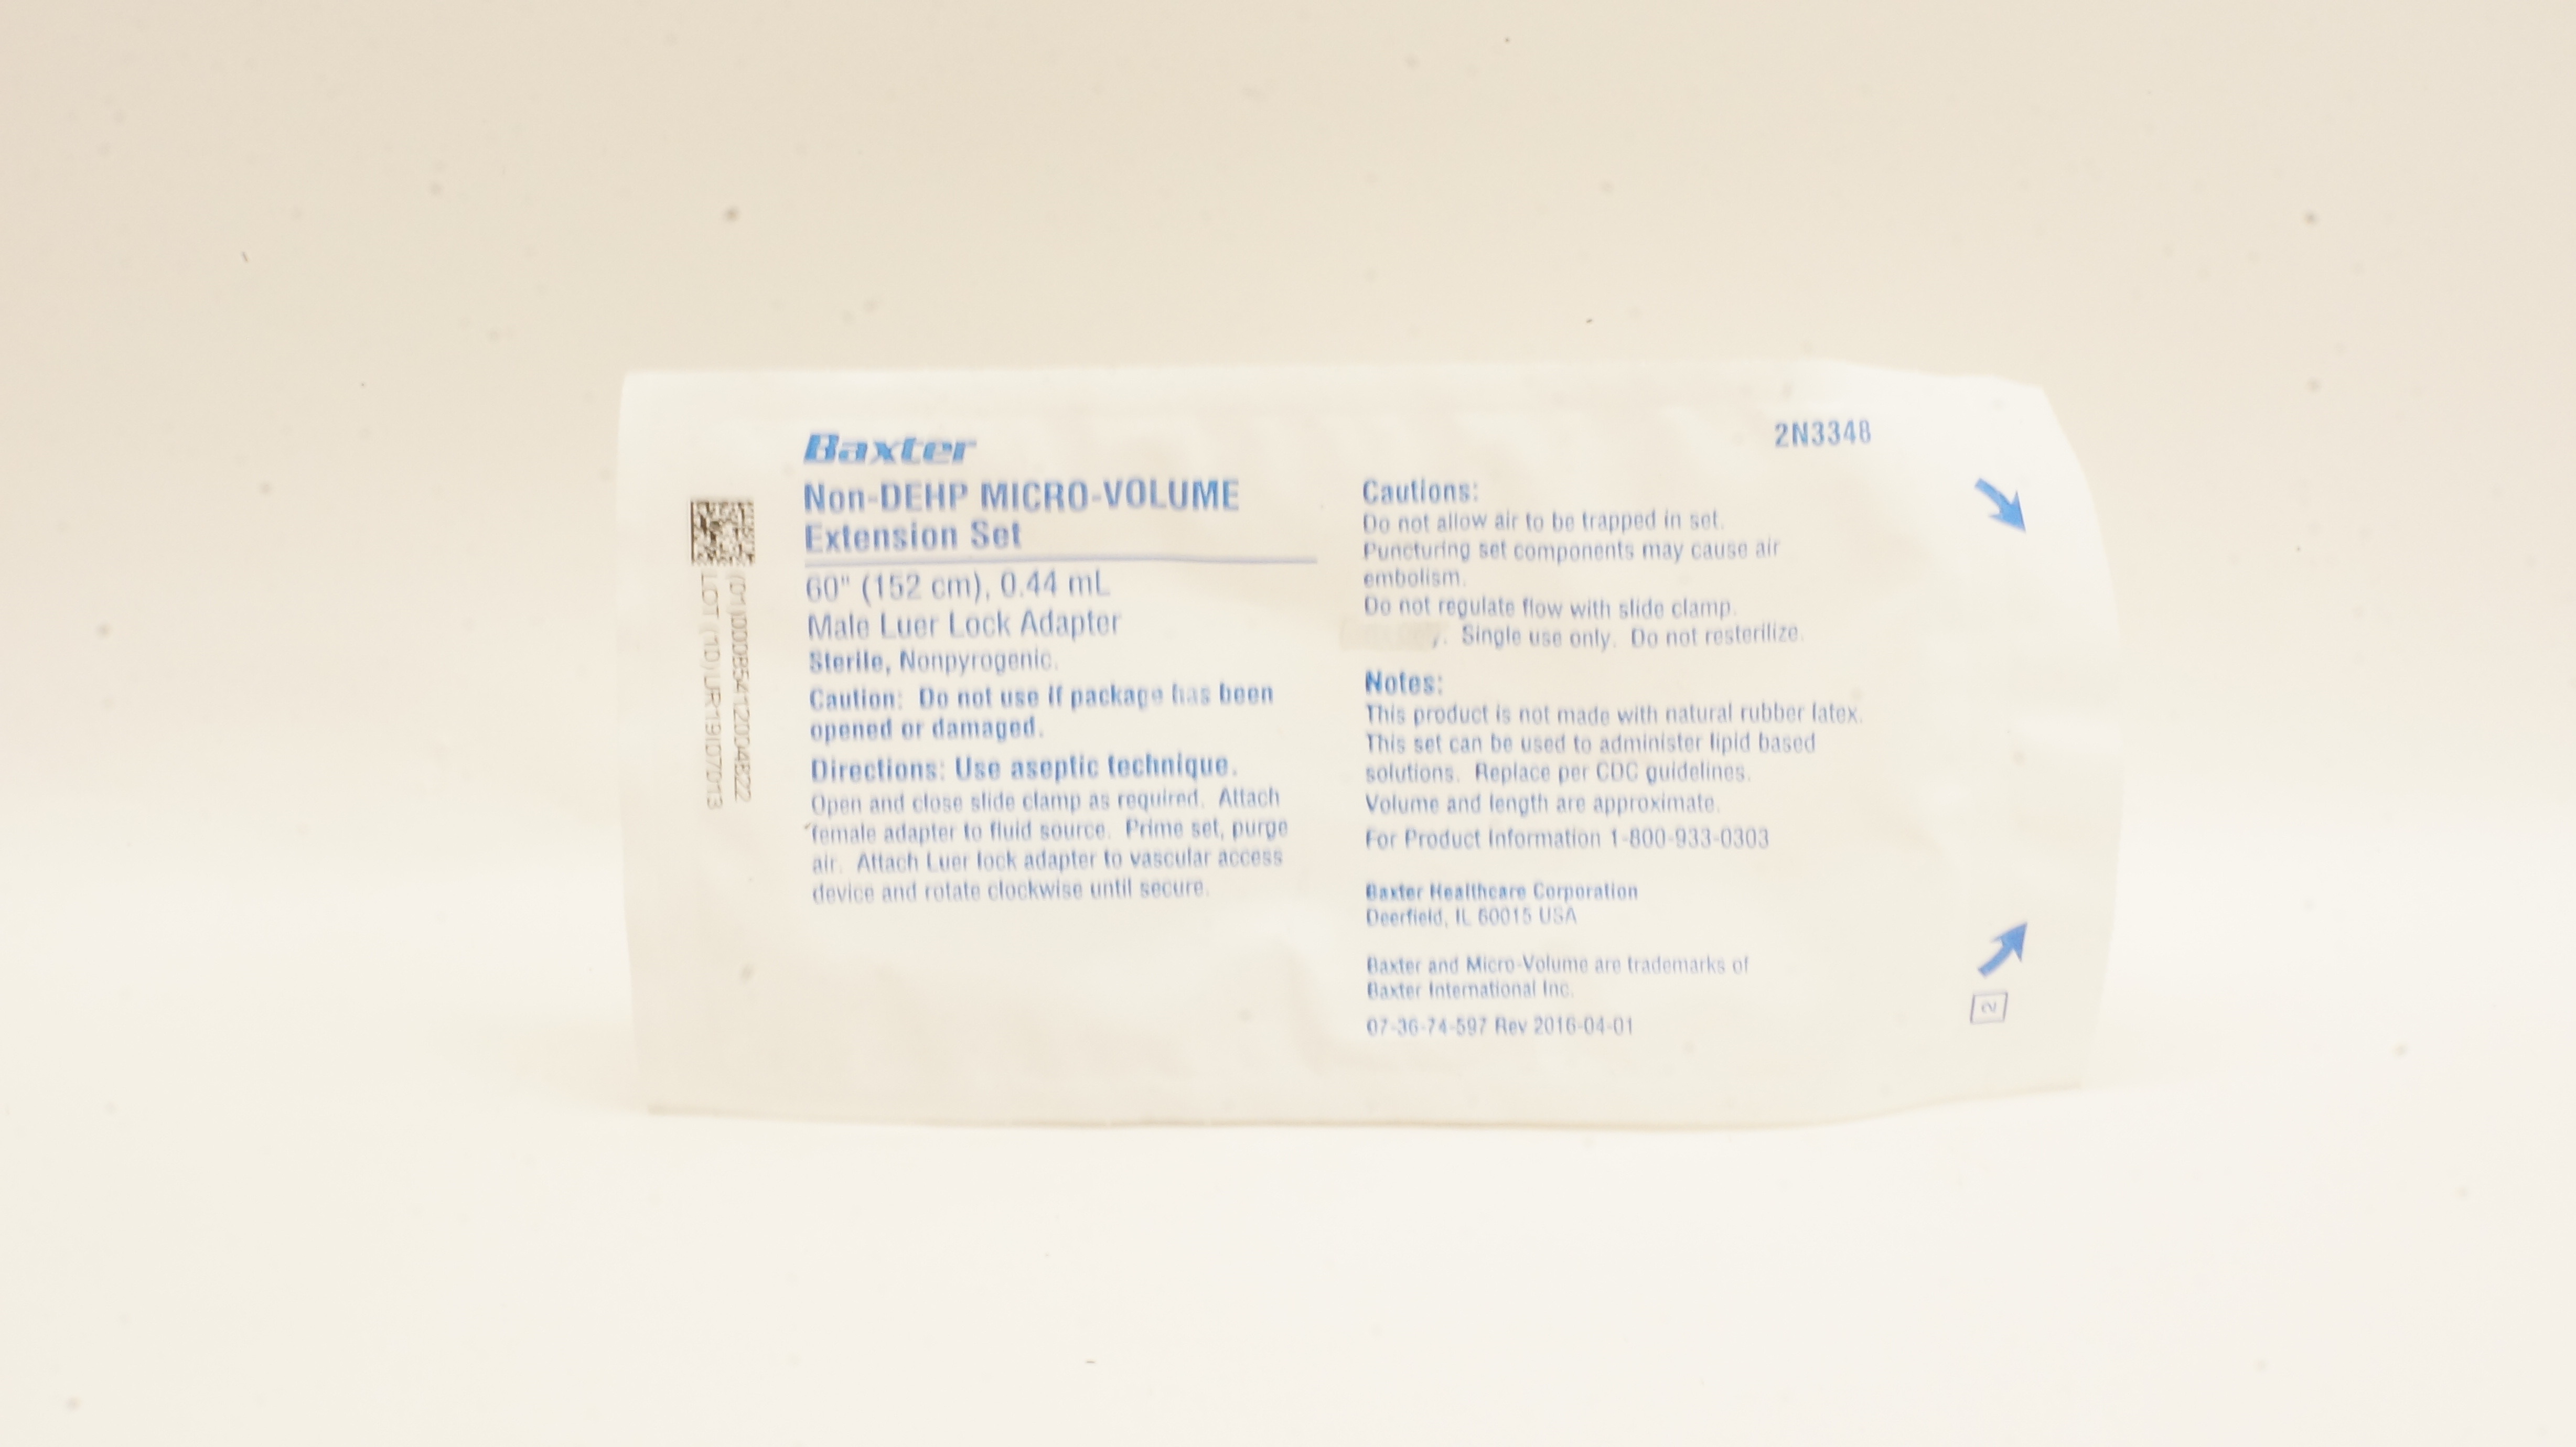 Baxter
Non-DEHP MICRO-VOLUME
Extension Set
60" (152 cm), 0.44 mL
Male Luer Lock Adapter
Sterile, Nonpyrogenic.
Caution: Do not use if package has been
opened or damaged.
Directions: Use aseptic technique.
Open and close slide clamp as required. Attach
female adapter to fluid source. Prime set, purge
air. Attach Luer lock adapter to vascular access
device and rotate clockwise until secure.
2N3348
Cautions:
Do not allow air to be trapped in set.
Puncturing set components may cause air
embolism.
Do not regulate flow with slide clamp.
Single use only. Do not resterilize.
Notes:
This product is not made with natural rubber latex.
This set can be used to administer lipid based
solutions. Replace per CDC guidelines.
Volume and length are approximate.
For Product Information 1-800-933-0303
Baxter Healthcare Corporation
Deerfield, IL 60015 USA
Baxter and Micro-Volume are trademarks of
Baxter International Inc.
07-36-74-597 Rev 2016-04-01
2
(01)00085412004822
LOT (10)UR19I07013